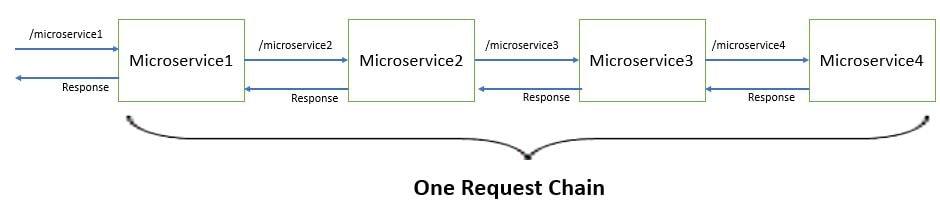 /microservice1
/microservice2
/microservice3
/microservice4
Microservice1
Microservice2
Microservice3
Microservice4
Response
Response
Response
Response
One Request Chain